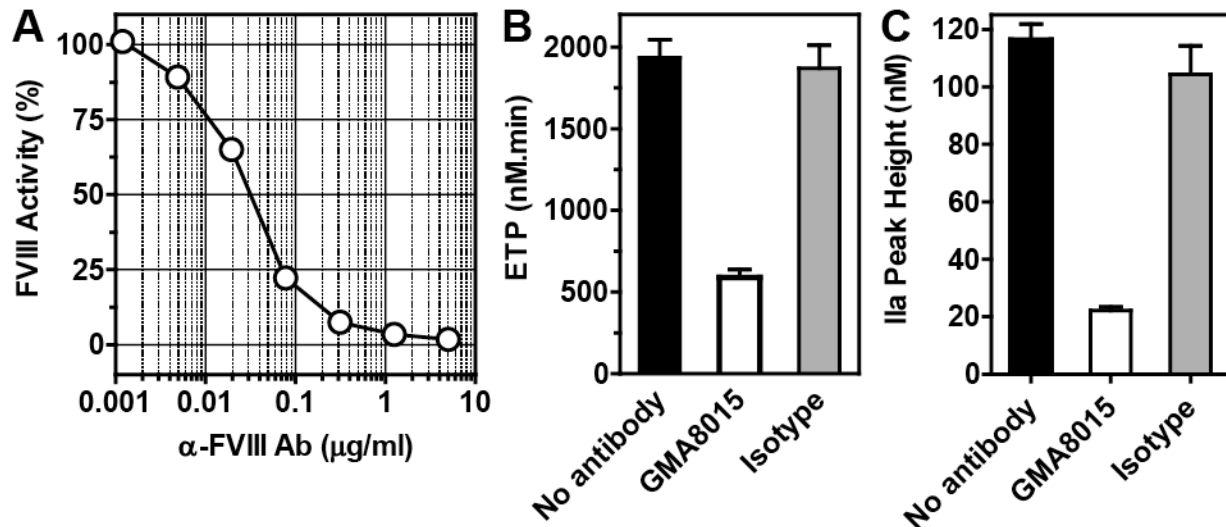 A
FVIII Activity (%)
100
75
50
25
0
0.001 0.01 0.1 1 10
α-FVIII Ab (μg/ml)
B
ETP (nM.min)
2000
1500
1000
500
0
No antibody
GMA8015
Isotype
C
IIa Peak Height (nM)
120
100
80
60
40
20
0
No antibody
GMA8015
Isotype